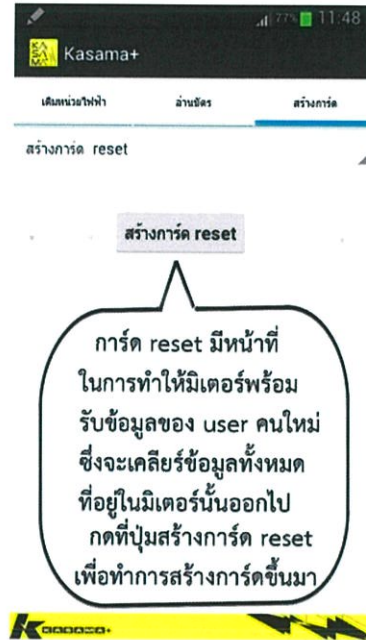 77% 11:48
KA
SA
MA
Kasama+
เติมหน่วยไฟฟ้า อ่านบัตร สร้างการ์ด
สร้างการ์ด reset
สร้างการ์ด reset
การ์ด reset มีหน้าที่
ในการทำให้มิเตอร์พร้อม
รับข้อมูลของ user คนใหม่
ซึ่งจะเคลียร์ข้อมูลทั้งหมด
ที่อยู่ในมิเตอร์นั้นออกไป
กดที่ปุ่มสร้างการ์ด reset
เพื่อทำการสร้างการ์ดขึ้นมา
KASAMA+